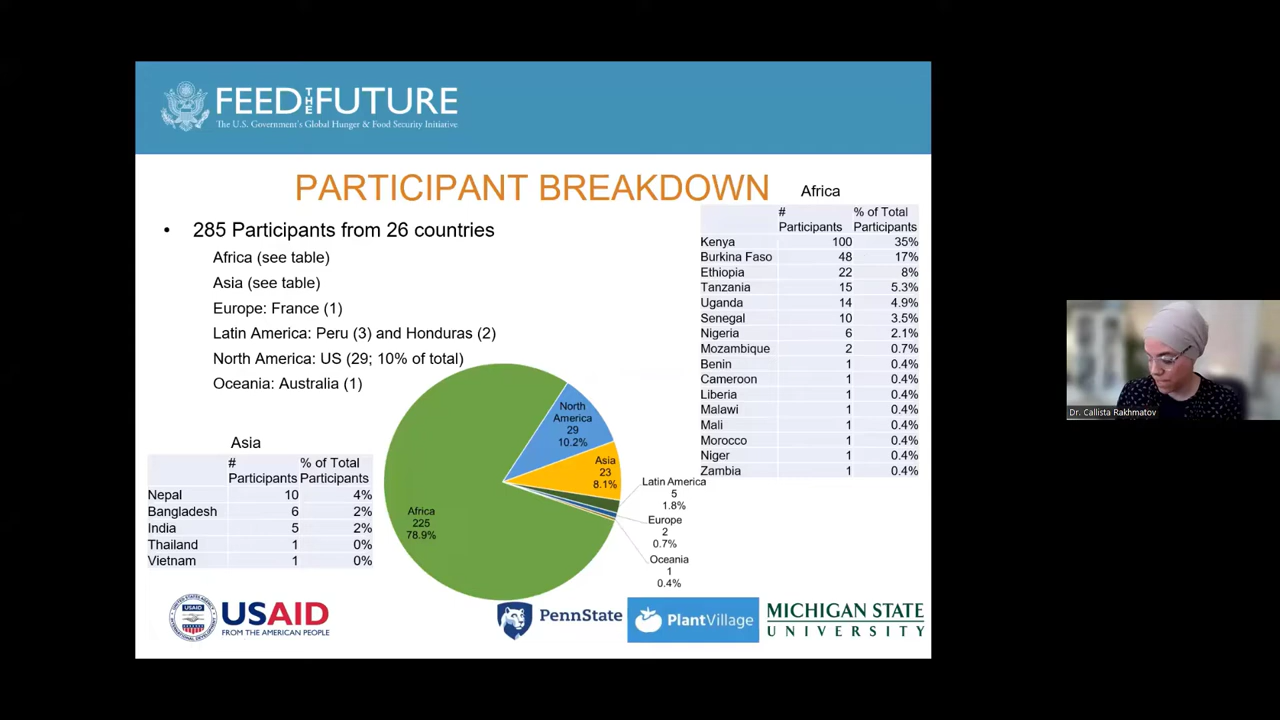 FEED THE FUTURE
The U.S. Government's Global Hunger & Food Security Initiative
PARTICIPANT BREAKDOWN
• 285 Participants from 26 countries
Africa (see table)
Asia (see table)
Europe: France (1)
Latin America: Peru (3) and Honduras (2)
North America: US (29; 10% of total)
Oceania: Australia (1)
Africa
# Participants % of Total Participants
Kenya 100 35%
Burkina Faso 48 17%
Ethiopia 22 8%
Tanzania 15 5.3%
Uganda 14 4.9%
Senegal 10 3.5%
Nigeria 6 2.1%
Mozambique 2 0.7%
Benin 1 0.4%
Cameroon 1 0.4%
Liberia 1 0.4%
Malawi 1 0.4%
Mali 1 0.4%
Morocco 1 0.4%
Niger 1 0.4%
Zambia 1 0.4%
Asia
# Participants % of Total Participants
Nepal 10 4%
Bangladesh 6 2%
India 5 2%
Thailand 1 0%
Vietnam 1 0%
North
America
29
10.2%
Asia
23
8.1%
Latin America
5
1.8%
Europe
2
0.7%
Oceania
1
0.4%
Africa
225
78.9%
USAID
FROM THE AMERICAN PEOPLE
PennState
PlantVillage
MICHIGAN STATE
UNIVERSITY
Dr. Callista Rakhmatov